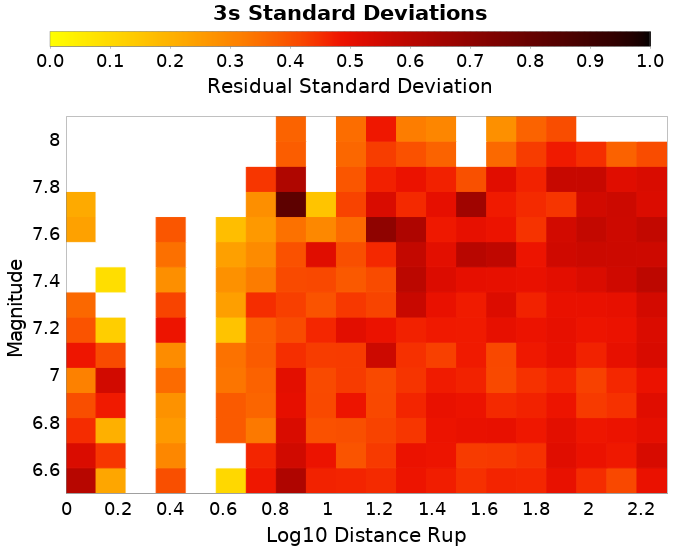 3s Standard Deviations
0.0 0.1 0.2 0.3 0.4 0.5 0.6 0.7 0.8 0.9 1.0
Residual Standard Deviation
8
7.8
7.6
7.4
7.2
7
6.8
6.6
Magnitude
0 0.2 0.4 0.6 0.8 1 1.2 1.4 1.6 1.8 2 2.2
Log10 Distance Rup